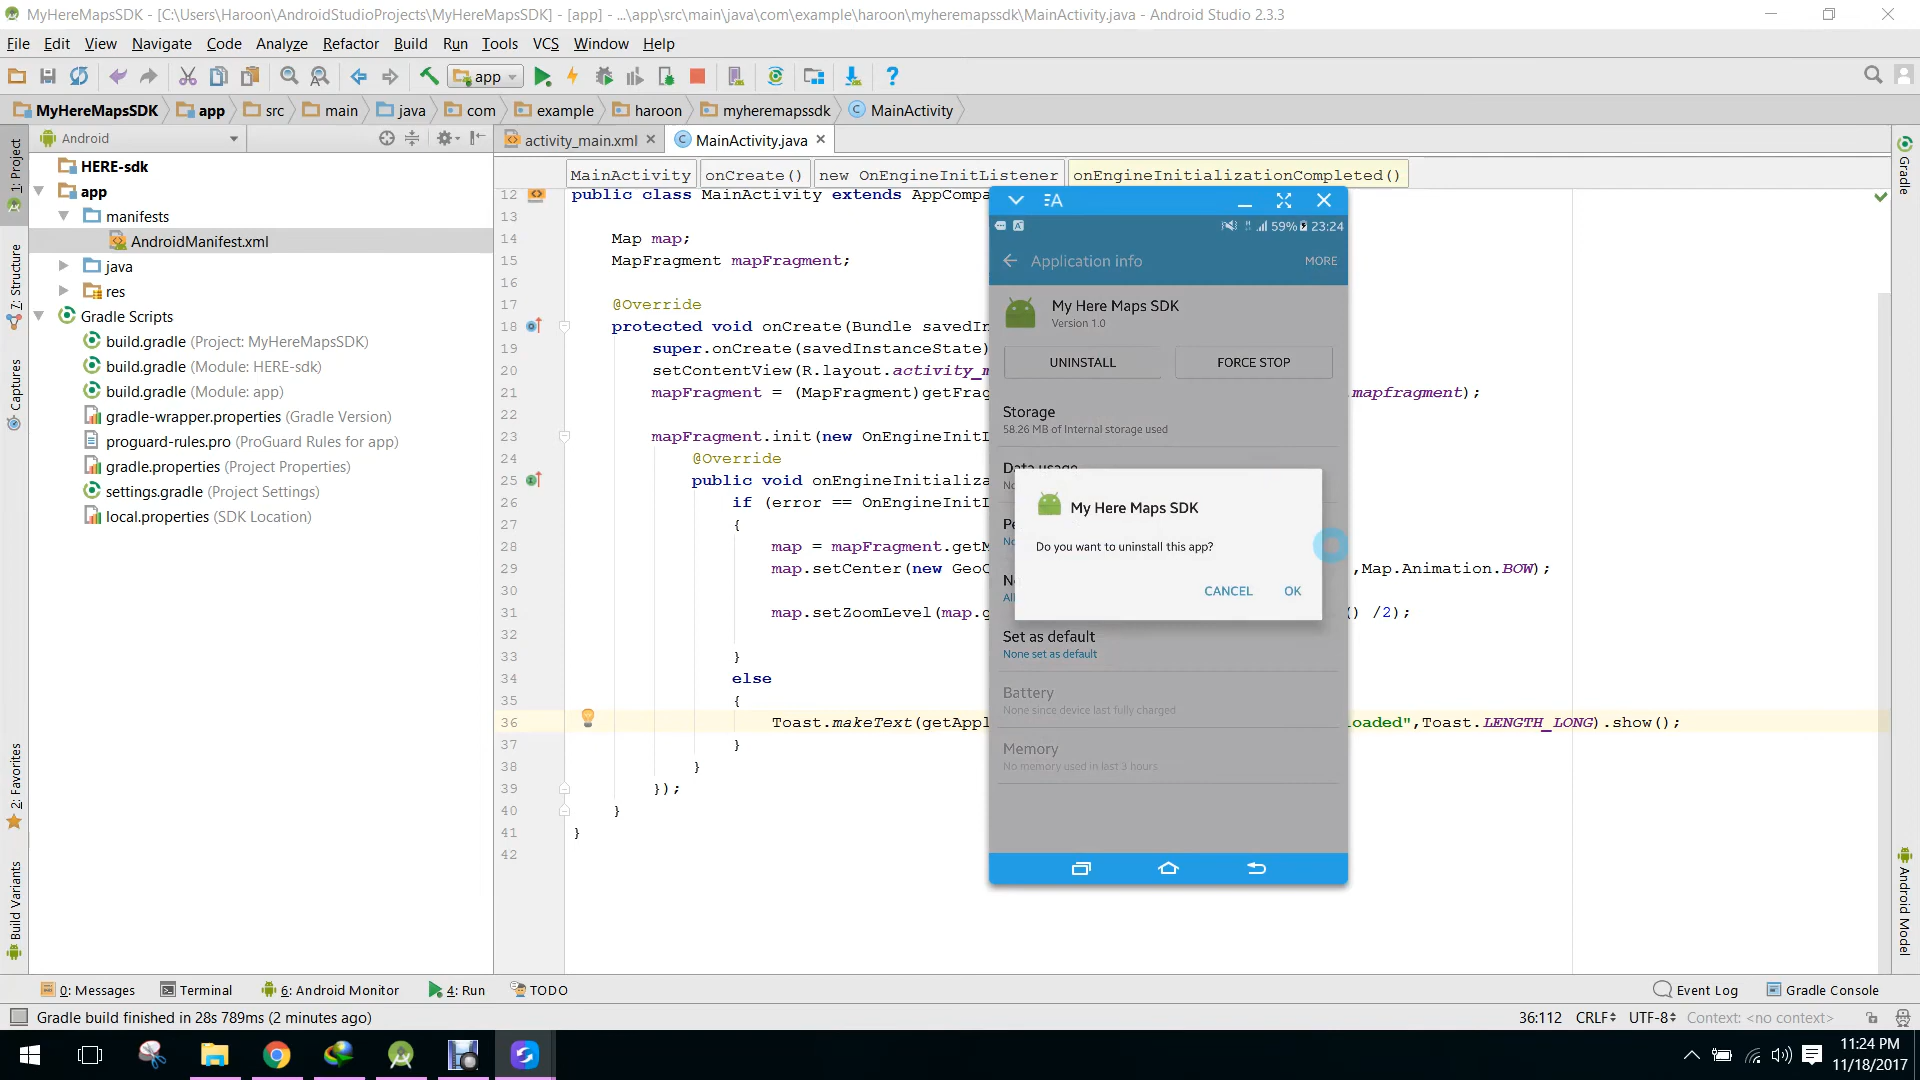 MyHereMapsSDK - [C:\Users\Haroon\AndroidStudioProjects\MyHereMapsSDK] - [app] - ...\app\src\main\java\com\example\haroon\myheremapssdk\MainActivity.java - Android Studio 2.3.3
File Edit View Navigate Code Analyze Refactor Build Run Tools VCS Window Help
app
MyHereMapsSDK app src main java com example haroon myheremapssdk MainActivity
Android
activity_main.xml MainActivity.java
MainActivity onCreate() new OnEngineInitListener onEngineInitializationCompleted()
1: Project
7: Structure
Captures
2: Favorites
Build Variants
HERE-sdk
app
manifests
AndroidManifest.xml
java
res
Gradle Scripts
build.gradle (Project: MyHereMapsSDK)
build.gradle (Module: HERE-sdk)
build.gradle (Module: app)
gradle-wrapper.properties (Gradle Version)
proguard-rules.pro (ProGuard Rules for app)
gradle.properties (Project Properties)
settings.gradle (Project Settings)
local.properties (SDK Location)
12 public class MainActivity extends AppCompa
13
14 Map map;
15 MapFragment mapFragment;
16
17 @Override
18 protected void onCreate(Bundle savedIn
19 super.onCreate(savedInstanceState)
20 setContentView(R.layout.activity_m
21 mapFragment = (MapFragment)getFrag .mapfragment);
22
23 mapFragment.init(new OnEngineInitL
24 @Override
25 public void onEngineInitializa
26 if (error == OnEngineInitL
27 {
28 map = mapFragment.getM
29 map.setCenter(new GeoC ,Map.Animation.BOW);
30
31 map.setZoomLevel(map.g () /2);
32
33 }
34 else
35 {
36 Toast.makeText(getAppl loaded",Toast.LENGTH_LONG).show();
37 }
38 }
39 });
40 }
41 }
42
59% 23:24
Application info MORE
My Here Maps SDK
Version 1.0
UNINSTALL FORCE STOP
Storage
58.26 MB of Internal storage used
Data usage
No
Pe
No
No
All
My Here Maps SDK
Do you want to uninstall this app?
CANCEL OK
Set as default
None set as default
Battery
None since device last fully charged
Memory
No memory used in last 3 hours
Gradle
Android Model
0: Messages Terminal 6: Android Monitor 4: Run TODO Event Log Gradle Console
Gradle build finished in 28s 789ms (2 minutes ago) 36:112 CRLF UTF-8 Context: <no context>
11:24 PM
11/18/2017